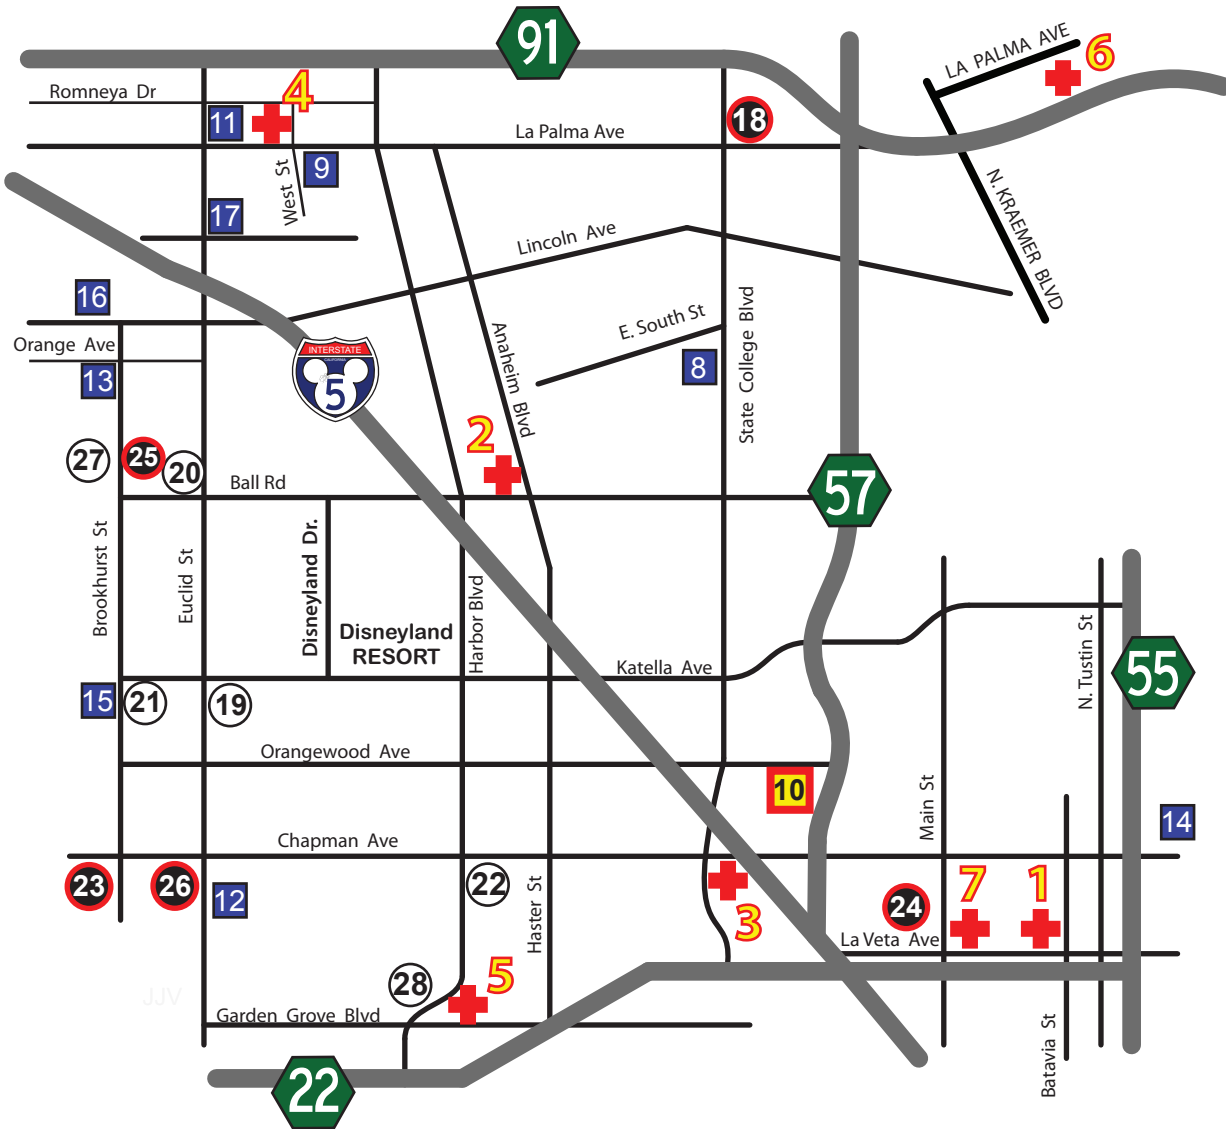 91
LA PALMA AVE
6
Romneya Dr
4
11
La Palma Ave
18
West St
9
N. KRAEMER BLVD
17
Lincoln Ave
16
Orange Ave
E. South St
State College Blvd
INTERSTATE
CALIFORNIA
5
Anaheim Blvd
13
8
2
27
25
20
Ball Rd
57
Brookhurst St
Euclid St
Disneyland Dr.
Disneyland
RESORT
Harbor Blvd
Katella Ave
N. Tustin St
55
15
21
19
Orangewood Ave
10
Main St
14
Chapman Ave
23
26
12
22
Haster St
3
24
7
1
La Veta Ave
JJV
28
5
Garden Grove Blvd
Batavia St
22